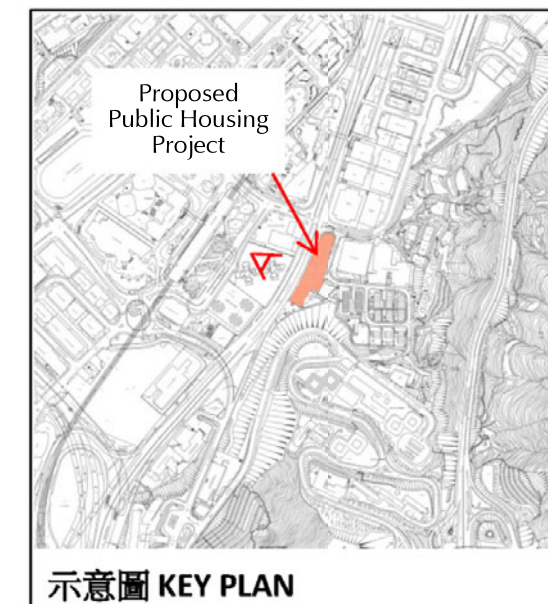 Proposed
Public Housing
Project
A
示意圖 KEY PLAN